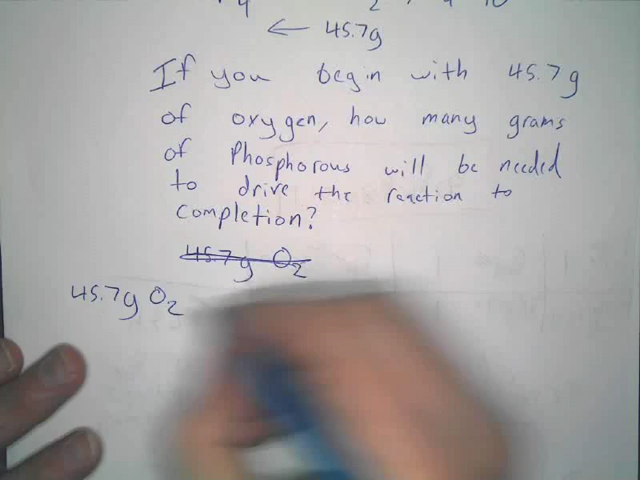 ← 45.7g
If you begin with 45.7g
of oxygen, how many grams
of Phosphorous will be needed
to drive the reaction to
completion?
45.7g O2
45.7g O2